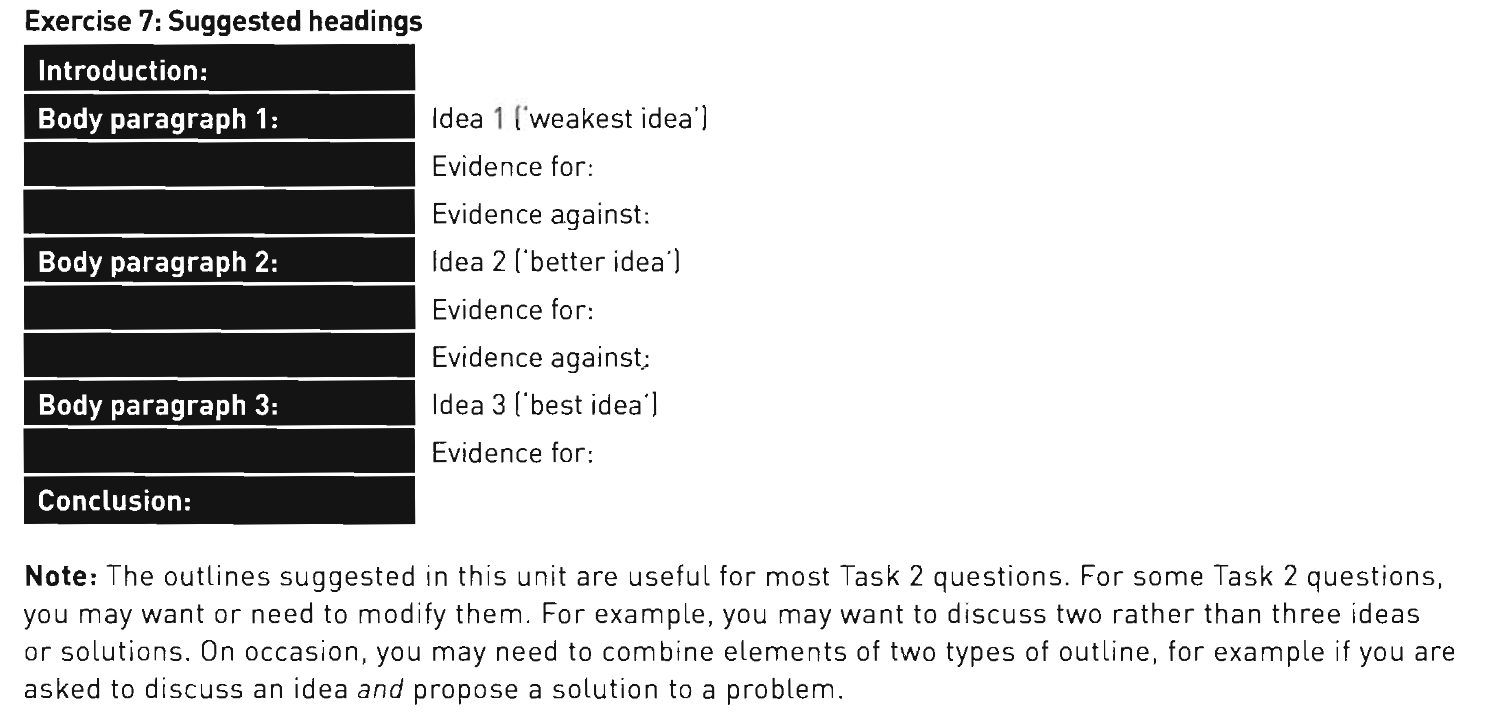 Exercise 7: Suggested headings
Introduction:
Body paragraph 1: Idea 1 ('weakest idea')
Evidence for:
Evidence against:
Body paragraph 2: Idea 2 ('better idea')
Evidence for:
Evidence against:
Body paragraph 3: Idea 3 ('best idea')
Evidence for:
Conclusion:
Note: The outlines suggested in this unit are useful for most Task 2 questions. For some Task 2 questions,
you may want or need to modify them. For example, you may want to discuss two rather than three ideas
or solutions. On occasion, you may need to combine elements of two types of outline, for example if you are
asked to discuss an idea and propose a solution to a problem.